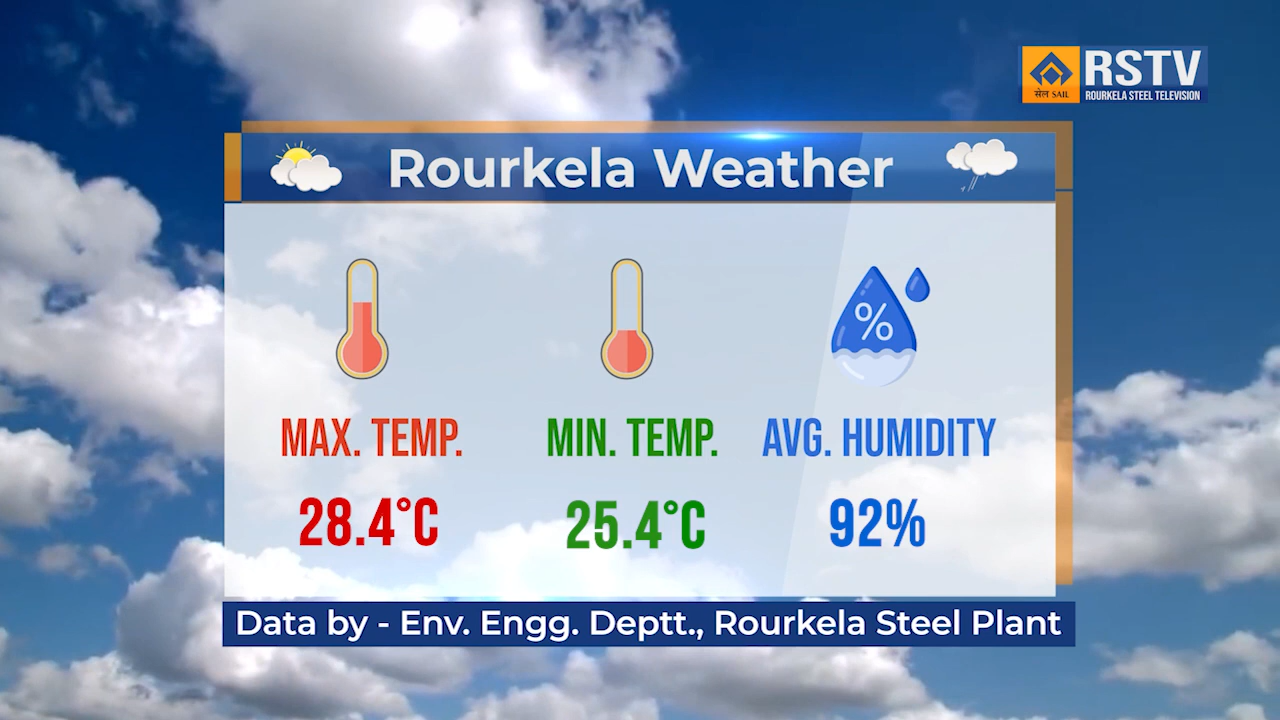 सेल SAIL
RSTV
ROURKELA STEEL TELEVISION
Rourkela Weather
%
MAX. TEMP.
MIN. TEMP.
AVG. HUMIDITY
28.4°C
25.4°C
92%
Data by - Env. Engg. Deptt., Rourkela Steel Plant